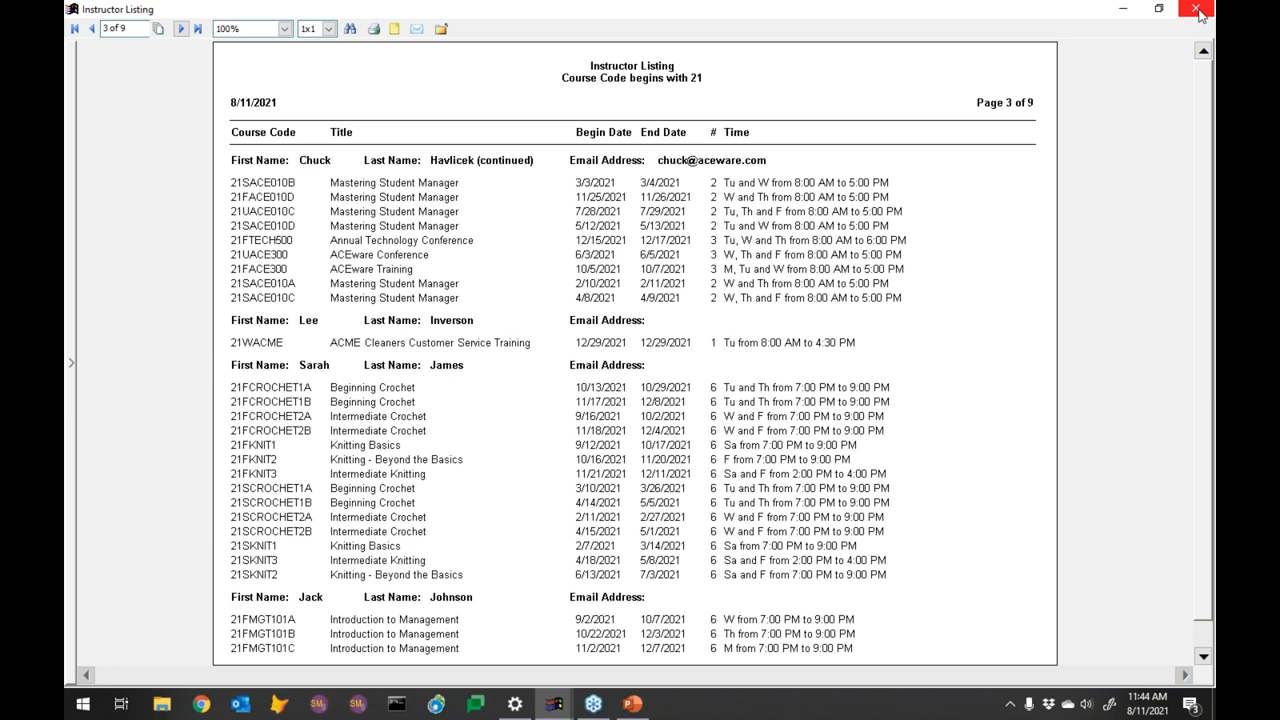 Instructor Listing
3 of 9 100% 1x1
Instructor Listing
Course Code begins with 21
8/11/2021 Page 3 of 9
Course Code Title Begin Date End Date # Time
First Name: Chuck Last Name: Havlicek (continued) Email Address: chuck@aceware.com
21SACE010B Mastering Student Manager 3/3/2021 3/4/2021 2 Tu and W from 8:00 AM to 5:00 PM
21FACE010D Mastering Student Manager 11/25/2021 11/26/2021 2 W and Th from 8:00 AM to 5:00 PM
21UACE010C Mastering Student Manager 7/28/2021 7/29/2021 2 Tu, Th and F from 8:00 AM to 5:00 PM
21SACE010D Mastering Student Manager 5/12/2021 5/13/2021 2 Tu and W from 8:00 AM to 5:00 PM
21FTECH500 Annual Technology Conference 12/15/2021 12/17/2021 3 Tu, W and Th from 8:00 AM to 6:00 PM
21UACE300 ACEware Conference 6/3/2021 6/5/2021 3 W, Th and F from 8:00 AM to 5:00 PM
21FACE300 ACEware Training 10/5/2021 10/7/2021 3 M, Tu and W from 8:00 AM to 5:00 PM
21SACE010A Mastering Student Manager 2/10/2021 2/11/2021 2 W and Th from 8:00 AM to 5:00 PM
21SACE010C Mastering Student Manager 4/8/2021 4/9/2021 2 W, Th and F from 8:00 AM to 5:00 PM
First Name: Lee Last Name: Inverson Email Address:
21WACME ACME Cleaners Customer Service Training 12/29/2021 12/29/2021 1 Tu from 8:00 AM to 4:30 PM
First Name: Sarah Last Name: James Email Address:
21FCROCHET1A Beginning Crochet 10/13/2021 10/29/2021 6 Tu and Th from 7:00 PM to 9:00 PM
21FCROCHET1B Beginning Crochet 11/17/2021 12/8/2021 6 Tu and Th from 7:00 PM to 9:00 PM
21FCROCHET2A Intermediate Crochet 9/16/2021 10/2/2021 6 W and F from 7:00 PM to 9:00 PM
21FCROCHET2B Intermediate Crochet 11/18/2021 12/4/2021 6 W and F from 7:00 PM to 9:00 PM
21FKNIT1 Knitting Basics 9/12/2021 10/17/2021 6 Sa from 7:00 PM to 9:00 PM
21FKNIT2 Knitting - Beyond the Basics 10/16/2021 11/20/2021 6 F from 7:00 PM to 9:00 PM
21FKNIT3 Intermediate Knitting 11/21/2021 12/11/2021 6 Sa and F from 2:00 PM to 4:00 PM
21SCROCHET1A Beginning Crochet 3/10/2021 3/26/2021 6 Tu and Th from 7:00 PM to 9:00 PM
21SCROCHET1B Beginning Crochet 4/14/2021 5/5/2021 6 Tu and Th from 7:00 PM to 9:00 PM
21SCROCHET2A Intermediate Crochet 2/11/2021 2/27/2021 6 W and F from 7:00 PM to 9:00 PM
21SCROCHET2B Intermediate Crochet 4/15/2021 5/1/2021 6 W and F from 7:00 PM to 9:00 PM
21SKNIT1 Knitting Basics 2/7/2021 3/14/2021 6 Sa from 7:00 PM to 9:00 PM
21SKNIT3 Intermediate Knitting 4/18/2021 5/8/2021 6 Sa and F from 2:00 PM to 4:00 PM
21SKNIT2 Knitting - Beyond the Basics 6/13/2021 7/3/2021 6 Sa and F from 7:00 PM to 9:00 PM
First Name: Jack Last Name: Johnson Email Address:
21FMGT101A Introduction to Management 9/2/2021 10/7/2021 6 W from 7:00 PM to 9:00 PM
21FMGT101B Introduction to Management 10/22/2021 12/3/2021 6 Th from 7:00 PM to 9:00 PM
21FMGT101C Introduction to Management 11/2/2021 12/7/2021 6 M from 7:00 PM to 9:00 PM
SM SM
11:44 AM
8/11/2021
3